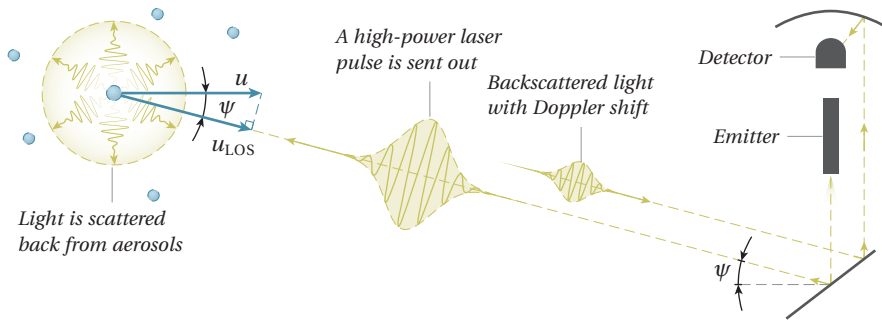 A high-power laser
pulse is sent out
Backscattered light
with Doppler shift
Detector
Emitter
u
ψ
u_LOS
Light is scattered
back from aerosols
ψ